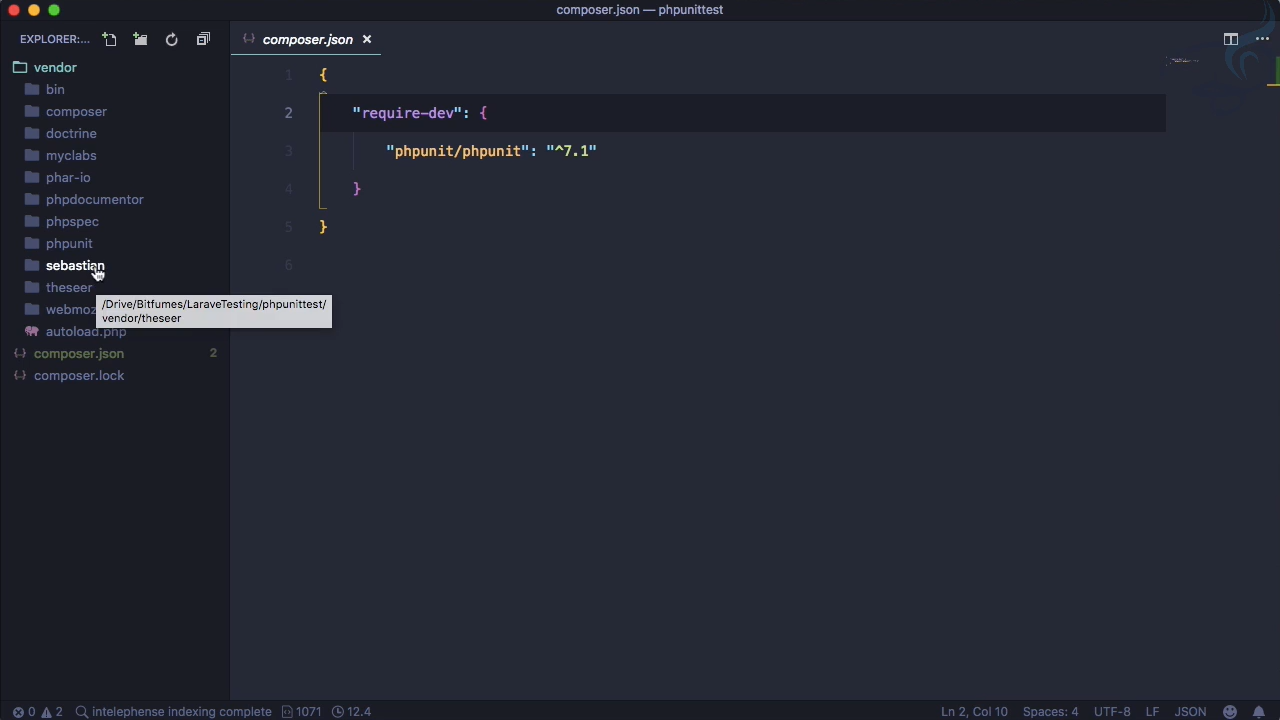 composer.json — phpunittest
EXPLORER:...
composer.json ×
vendor
bin
composer
doctrine
myclabs
phar-io
phpdocumentor
phpspec
phpunit
sebastian
theseer
webmoz
/Drive/Bitfumes/LaraveTesting/phpunittest/
vendor/theseer
autoload.php
composer.json 2
composer.lock
1 {
2 "require-dev": {
3 "phpunit/phpunit": "^7.1"
4 }
5 }
6
0 2 intelephense indexing complete 1071 12.4
Ln 2, Col 10 Spaces: 4 UTF-8 LF JSON